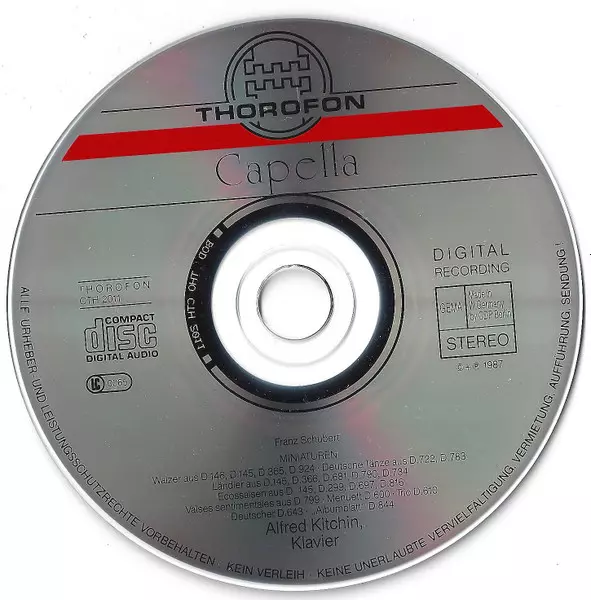 THOROFON
Capella
BOD THO CTH 2011
THOROFON
CTH 2011
COMPACT
disc
DIGITAL AUDIO
LC
DIGITAL
RECORDING
GEMA
Made in
W.Germany
by CDP Berlin
STEREO
© + ℗ 1987
Franz Schubert
MINIATUREN
Walzer aus D.146, D.145, D.365, D.924 · Deutsche Tänze aus D.722, D.783
Ländler aus D.145, D.366, D.681, D.790, D.734
Ecossaisen aus D. 145, D.299, D.697, D.816
Valses sentimentales aus D.799 · Menuett D.600 · Trio D.610
Deutscher D.643 · „Albumblatt“ D.844
Alfred Kitchin,
Klavier
ALLE URHEBER- UND LEISTUNGSSCHUTZRECHTE VORBEHALTEN · KEIN VERLEIH · KEINE UNERLAUBTE VERVIELFÄLTIGUNG, VERMIETUNG, AUFFÜHRUNG, SENDUNG!